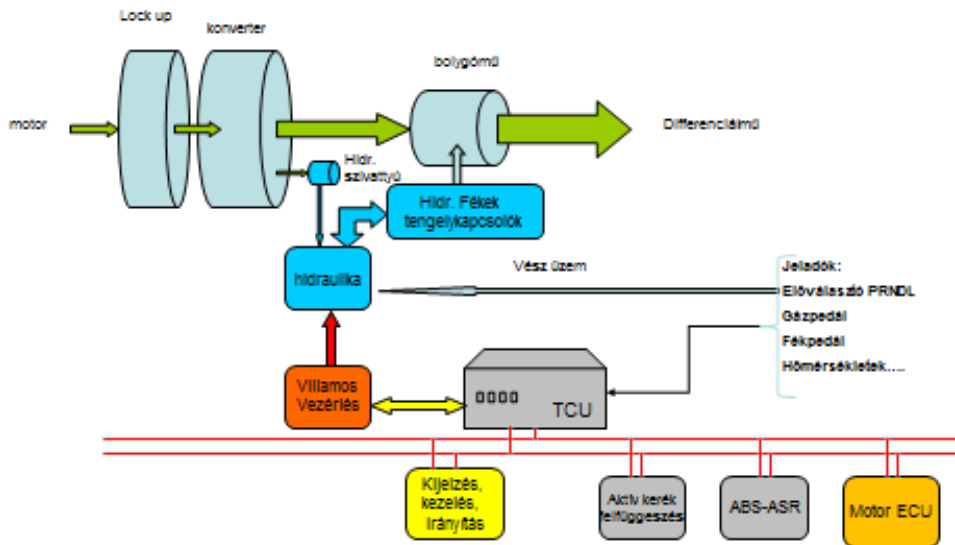 Lock up
konverter
bolygómű
motor
Differenciálmű
Hidr.
szivattyú
Hidr. Fékek
tengelykapcsolók
hidraulika
Vész üzem
Jeladók:
Előválasztó PRNDL
Gázpedál
Fékpedál
Hőmérsékletek....
Villamos
Vezérlés
TCU
Kijelzés,
kezelés,
irányítás
Aktív kerék
felfüggeszés
ABS-ASR
Motor ECU